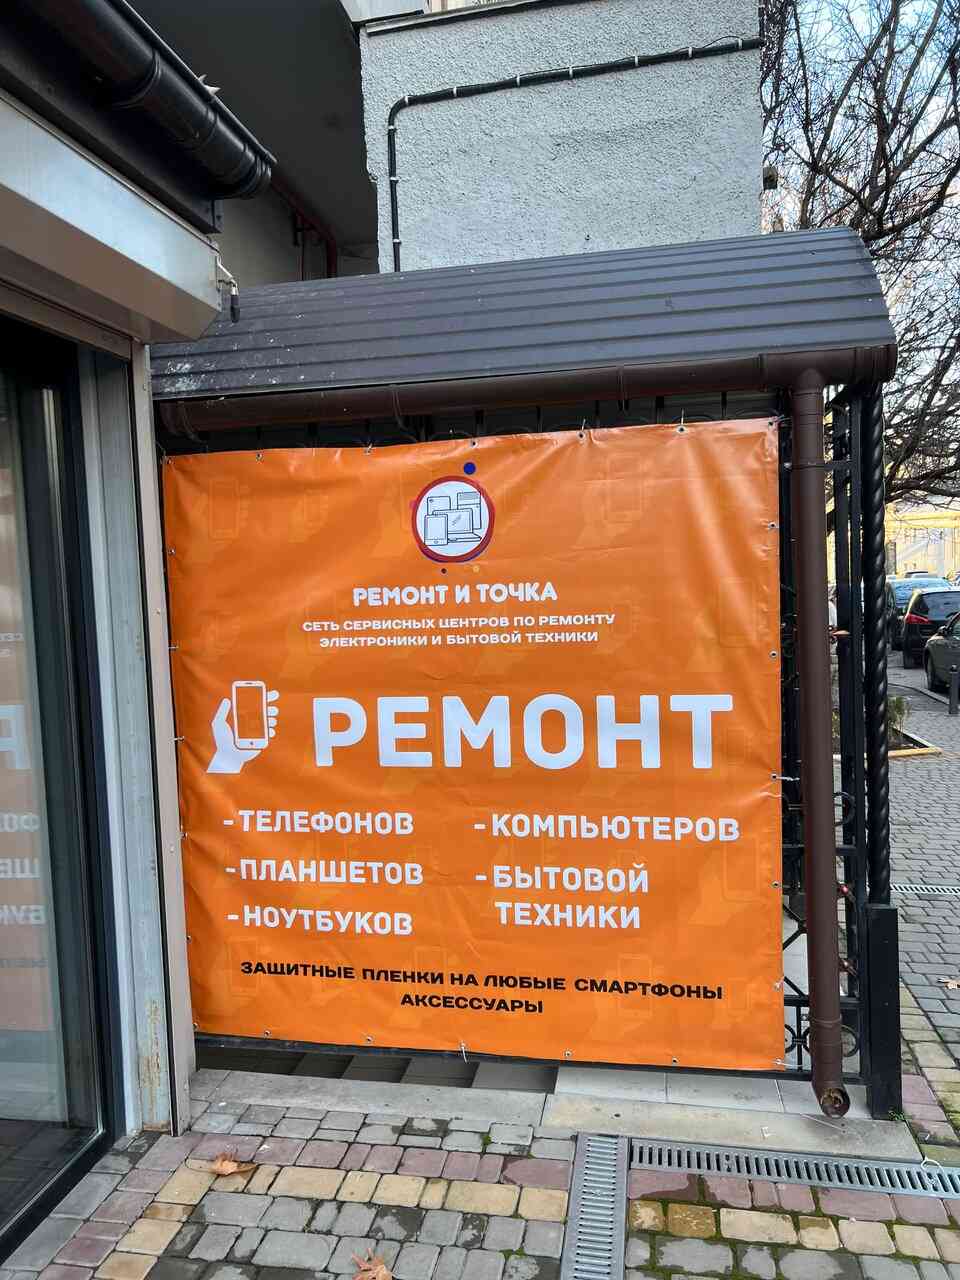 РЕМОНТ И ТОЧКА
СЕТЬ СЕРВИСНЫХ ЦЕНТРОВ ПО РЕМОНТУ
ЭЛЕКТРОНИКИ И БЫТОВОЙ ТЕХНИКИ
РЕМОНТ
-ТЕЛЕФОНОВ
-ПЛАНШЕТОВ
-НОУТБУКОВ
-КОМПЬЮТЕРОВ
-БЫТОВОЙ
ТЕХНИКИ
ЗАЩИТНЫЕ ПЛЕНКИ НА ЛЮБЫЕ СМАРТФОНЫ
АКСЕССУАРЫ